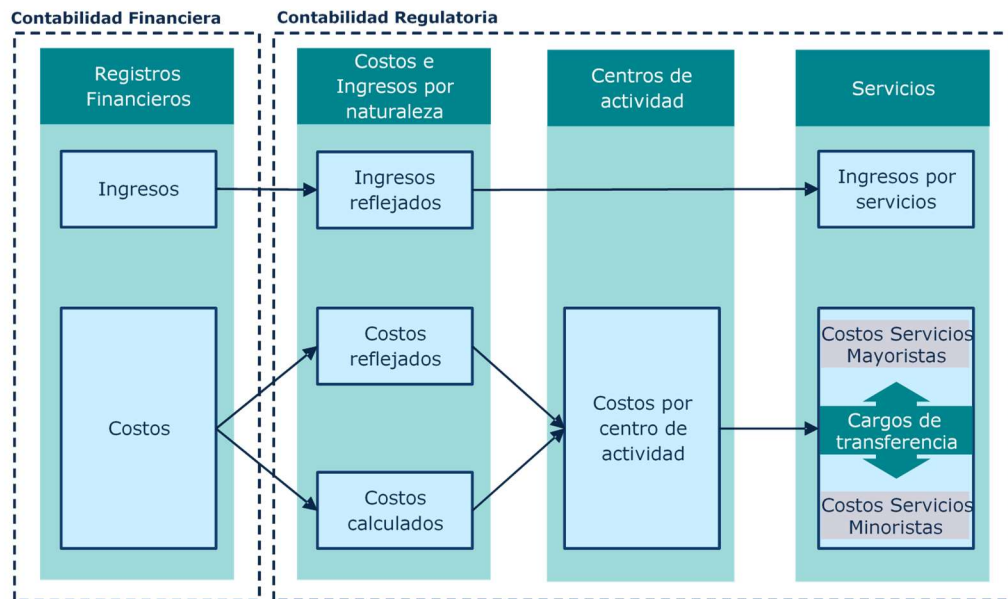 Contabilidad Financiera
Contabilidad Regulatoria
Registros
Financieros
Costos e
Ingresos por
naturaleza
Centros de
actividad
Servicios
Ingresos
Ingresos
reflejados
Ingresos por
servicios
Costos
Costos
reflejados
Costos
calculados
Costos por
centro de
actividad
Costos Servicios
Mayoristas
Cargos de
transferencia
Costos Servicios
Minoristas